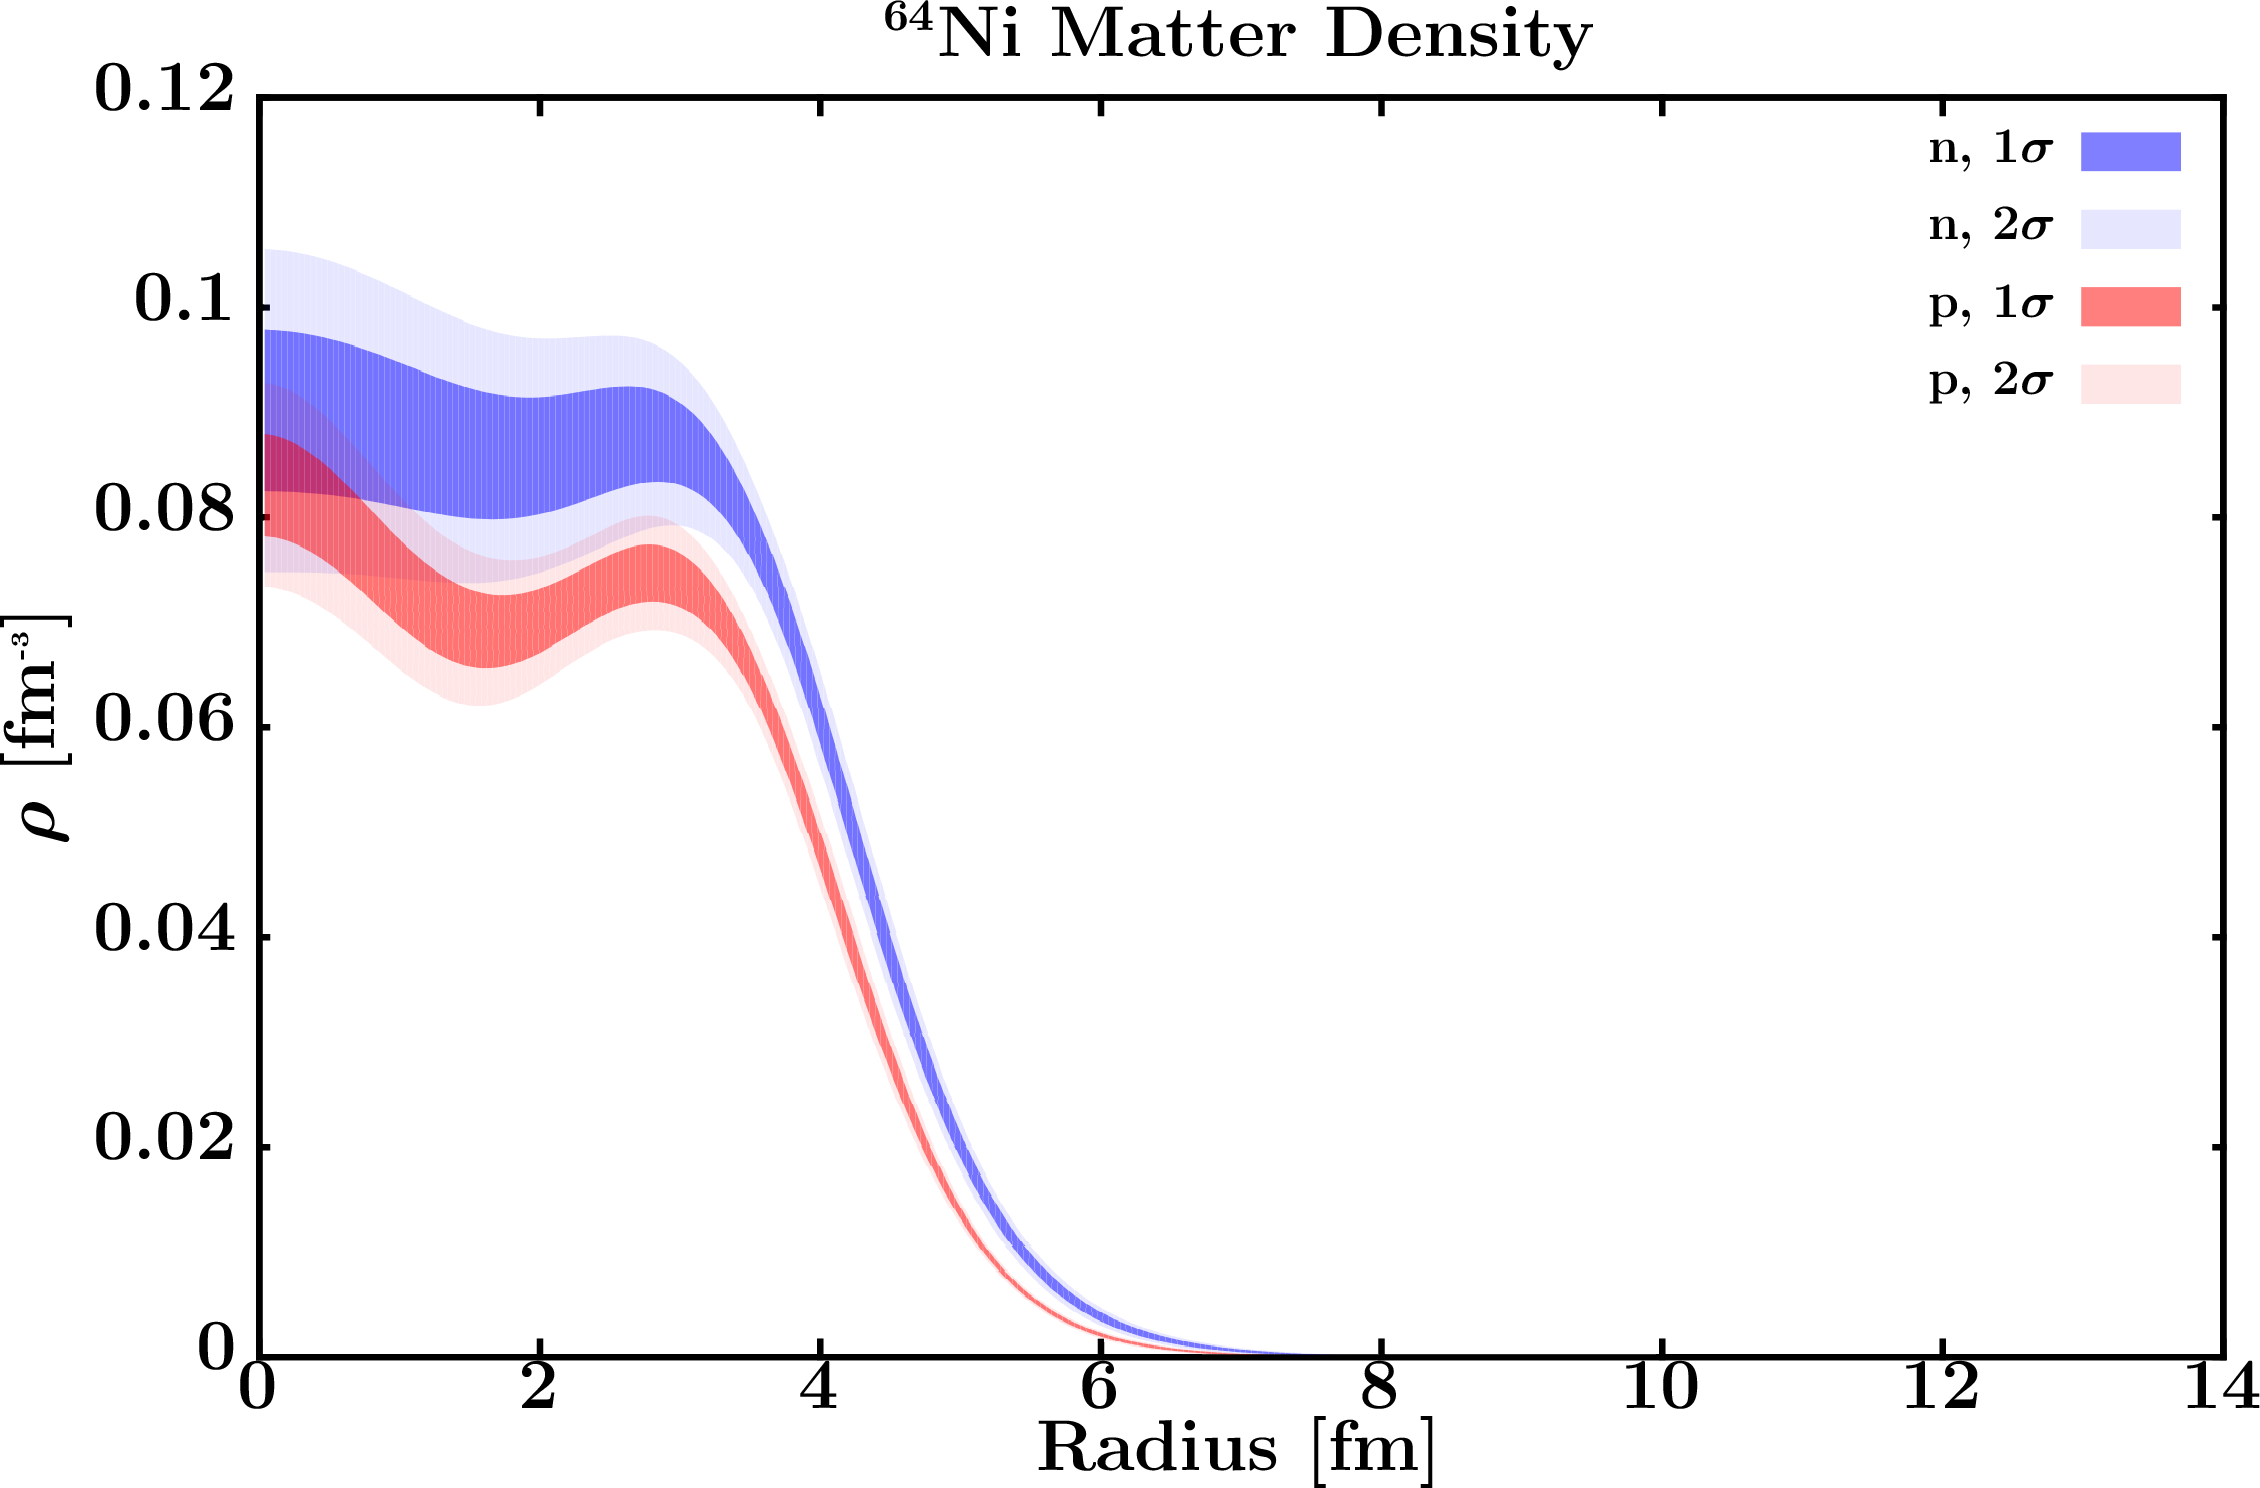 ⁶⁴Ni Matter Density
0.12
0.1
0.08
0.06
0.04
0.02
0
ρ [fm⁻³]
n, 1σ
n, 2σ
p, 1σ
p, 2σ
0 2 4 6 8 10 12 14
Radius [fm]